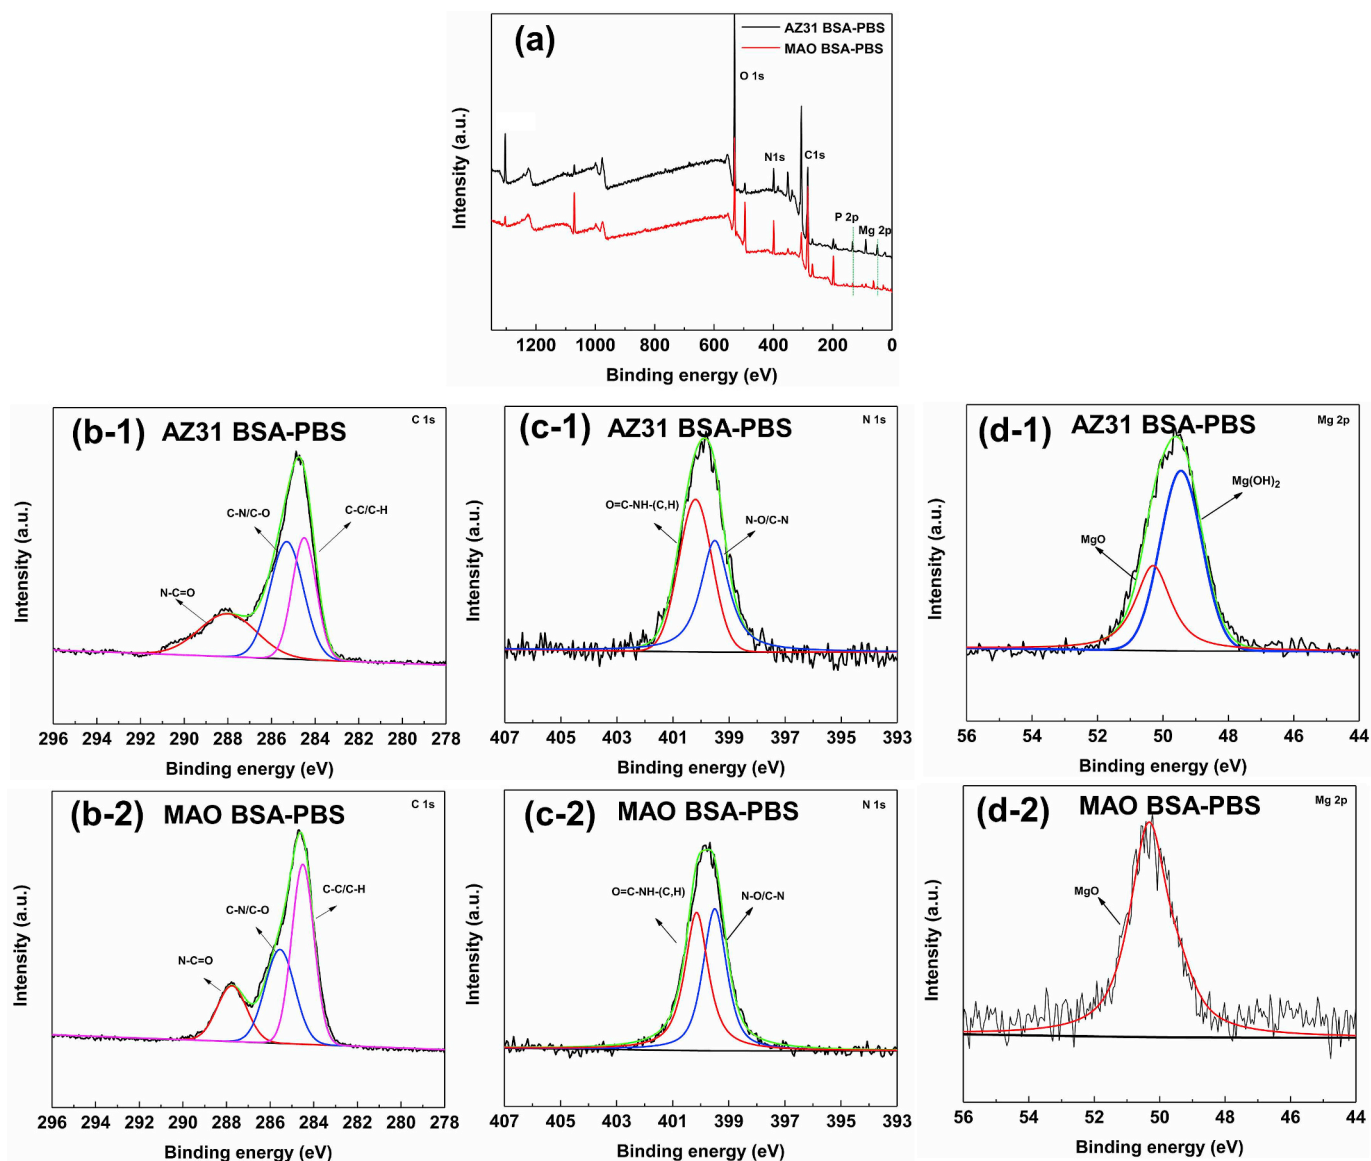 (a)
AZ31 BSA-PBS
MAO BSA-PBS
O 1s
N1s
C1s
P 2p
Mg 2p
Intensity (a.u.)
Intensity (a.u.)
1200 1000 800 600 400 200 0
Binding energy (eV)
(b-1) AZ31 BSA-PBS
C 1s
C-N/C-O
C-C/C-H
N-C=O
Intensity (a.u.)
296 294 292 290 288 286 284 282 280 278
Binding energy (eV)
(c-1) AZ31 BSA-PBS
N 1s
O=C-NH-(C,H)
N-O/C-N
Intensity (a.u.)
407 405 403 401 399 397 395 393
Binding energy (eV)
(d-1) AZ31 BSA-PBS
Mg 2p
Mg(OH)2
MgO
Intensity (a.u.)
56 54 52 50 48 46 44
Binding energy (eV)
(b-2) MAO BSA-PBS
C 1s
C-C/C-H
C-N/C-O
N-C=O
Intensity (a.u.)
296 294 292 290 288 286 284 282 280 278
Binding energy (eV)
(c-2) MAO BSA-PBS
N 1s
O=C-NH-(C,H)
N-O/C-N
Intensity (a.u.)
407 405 403 401 399 397 395 393
Binding energy (eV)
(d-2) MAO BSA-PBS
Mg 2p
MgO
Intensity (a.u.)
56 54 52 50 48 46 44
Binding energy (eV)